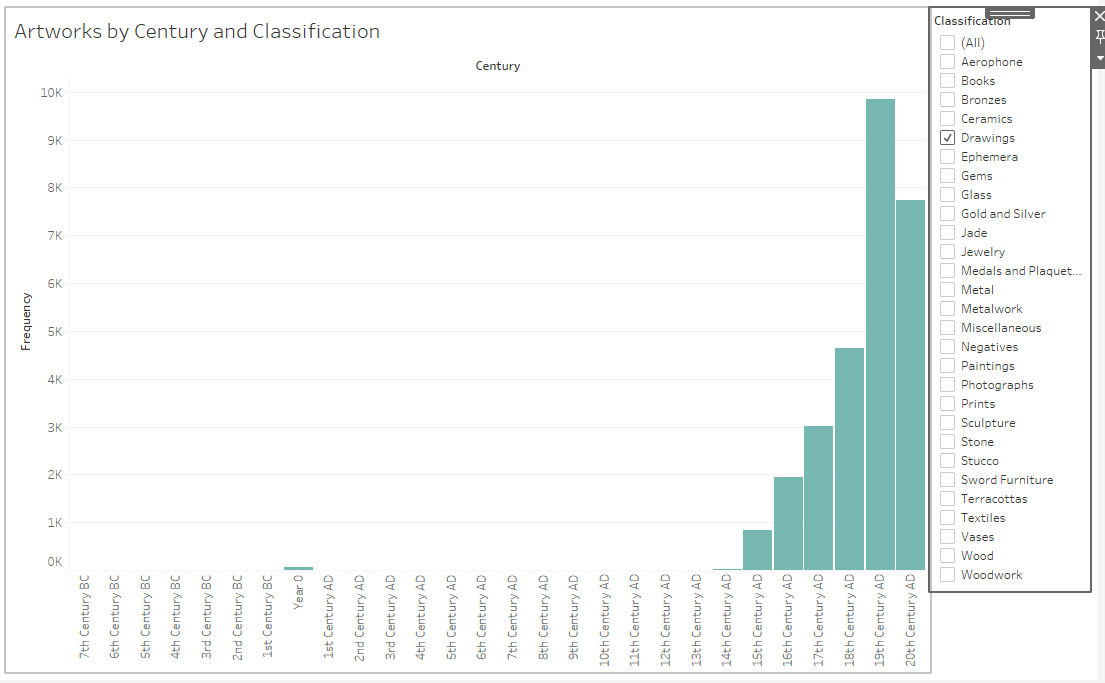 Artworks by Century and Classification
Century
Frequency
10K
9K
8K
7K
6K
5K
4K
3K
2K
1K
0K
7th Century BC
6th Century BC
5th Century BC
4th Century BC
3rd Century BC
2nd Century BC
1st Century BC
Year 0
1st Century AD
2nd Century AD
3rd Century AD
4th Century AD
5th Century AD
6th Century AD
7th Century AD
8th Century AD
9th Century AD
10th Century AD
11th Century AD
12th Century AD
13th Century AD
14th Century AD
15th Century AD
16th Century AD
17th Century AD
18th Century AD
19th Century AD
20th Century AD
Classification
(All)
Aerophone
Books
Bronzes
Ceramics
Drawings
Ephemera
Gems
Glass
Gold and Silver
Jade
Jewelry
Medals and Plaquet...
Metal
Metalwork
Miscellaneous
Negatives
Paintings
Photographs
Prints
Sculpture
Stone
Stucco
Sword Furniture
Terracottas
Textiles
Vases
Wood
Woodwork